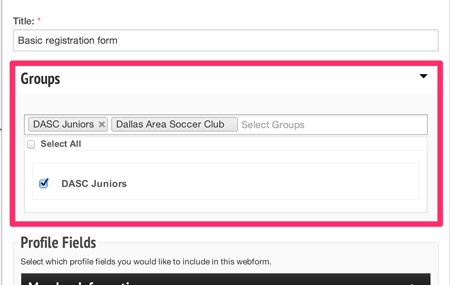 Title: *
Basic registration form
Groups
DASC Juniors × Dallas Area Soccer Club Select Groups
Select All
DASC Juniors
Profile Fields
Select which profile fields you would like to include in this webform.